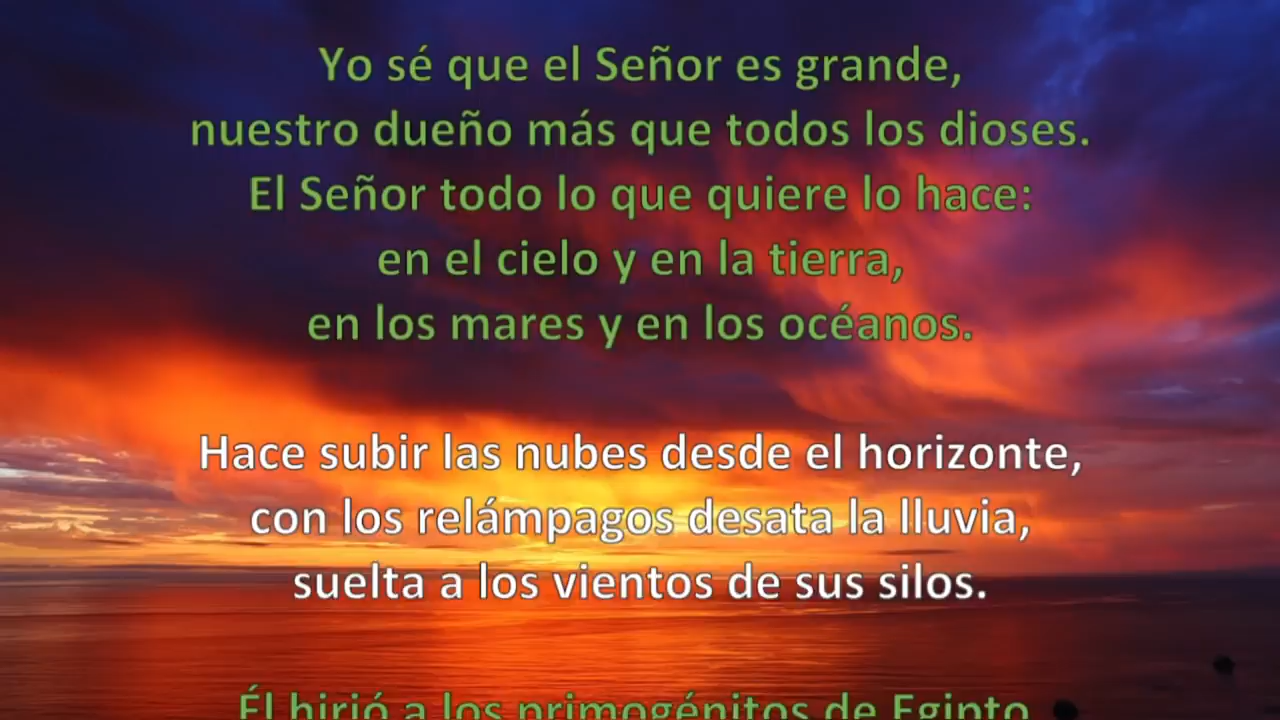 Yo sé que el Señor es grande,
nuestro dueño más que todos los dioses.
El Señor todo lo que quiere lo hace:
en el cielo y en la tierra,
en los mares y en los océanos.
Hace subir las nubes desde el horizonte,
con los relámpagos desata la lluvia,
suelta a los vientos de sus silos.
Él hirió a los primogénitos de Egipto